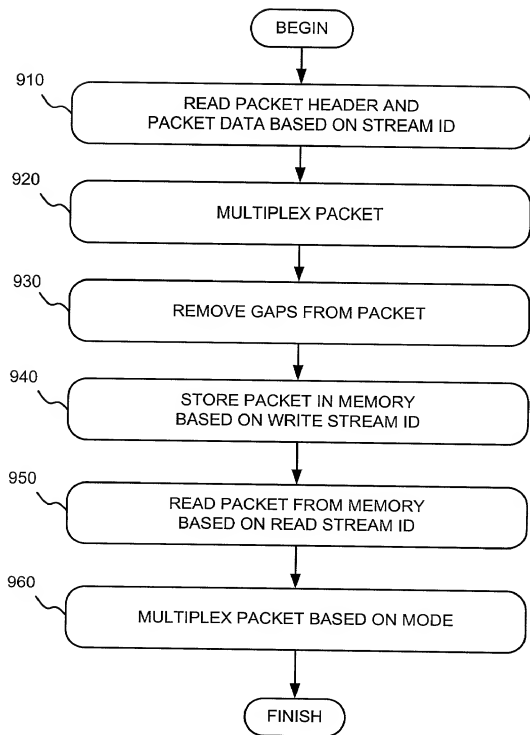 BEGIN
910
READ PACKET HEADER AND
PACKET DATA BASED ON STREAM ID
920
MULTIPLEX PACKET
930
REMOVE GAPS FROM PACKET
940
STORE PACKET IN MEMORY
BASED ON WRITE STREAM ID
950
READ PACKET FROM MEMORY
BASED ON READ STREAM ID
960
MULTIPLEX PACKET BASED ON MODE
FINISH